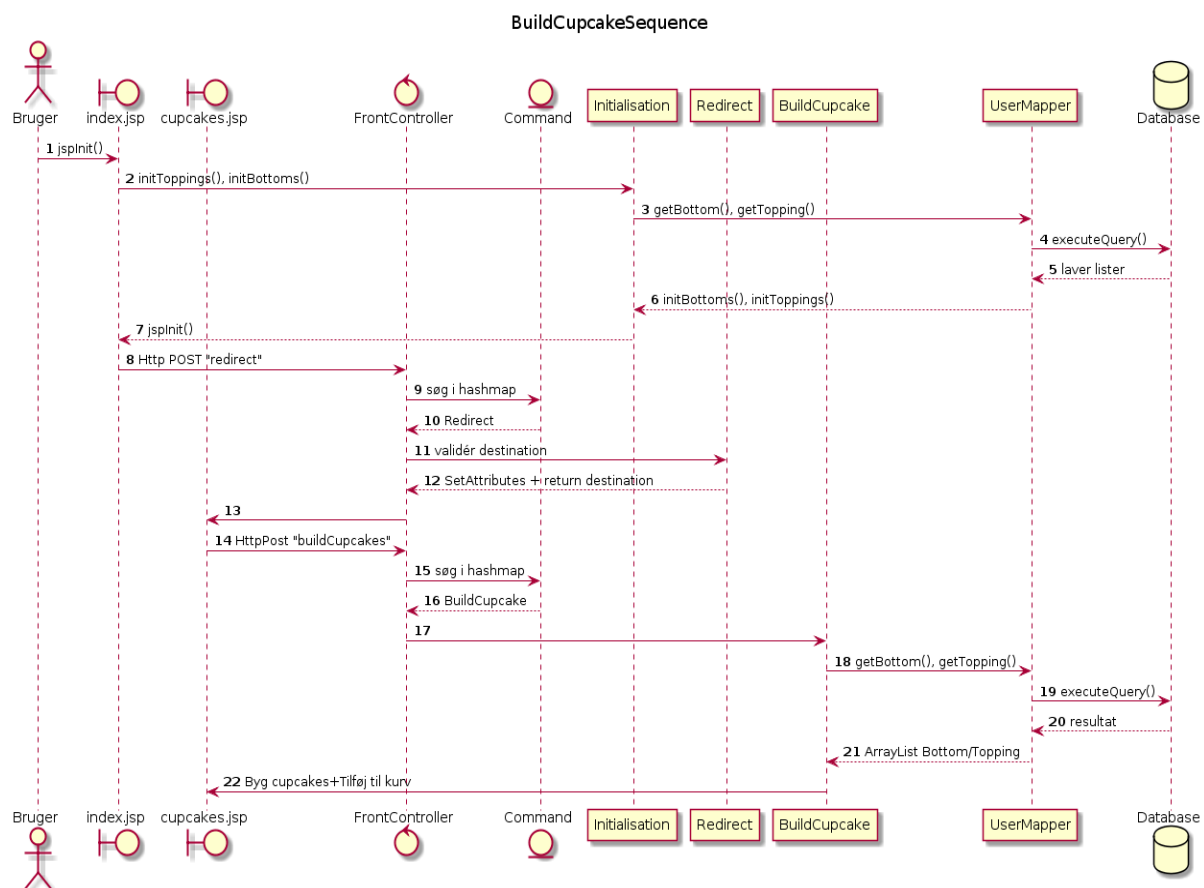 BuildCupcakeSequence
Bruger index.jsp cupcakes.jsp FrontController Command Initialisation Redirect BuildCupcake UserMapper Database
1 jspInit()
2 initToppings(), initBottoms()
3 getBottom(), getTopping()
4 executeQuery()
5 laver lister
6 initBottoms(), initToppings()
7 jspInit()
8 Http POST "redirect"
9 søg i hashmap
10 Redirect
11 validér destination
12 SetAttributes + return destination
13
14 HttpPost "buildCupcakes"
15 søg i hashmap
16 BuildCupcake
17
18 getBottom(), getTopping()
19 executeQuery()
20 resultat
21 ArrayList Bottom/Topping
22 Byg cupcakes+Tilføj til kurv
Bruger index.jsp cupcakes.jsp FrontController Command Initialisation Redirect BuildCupcake UserMapper Database